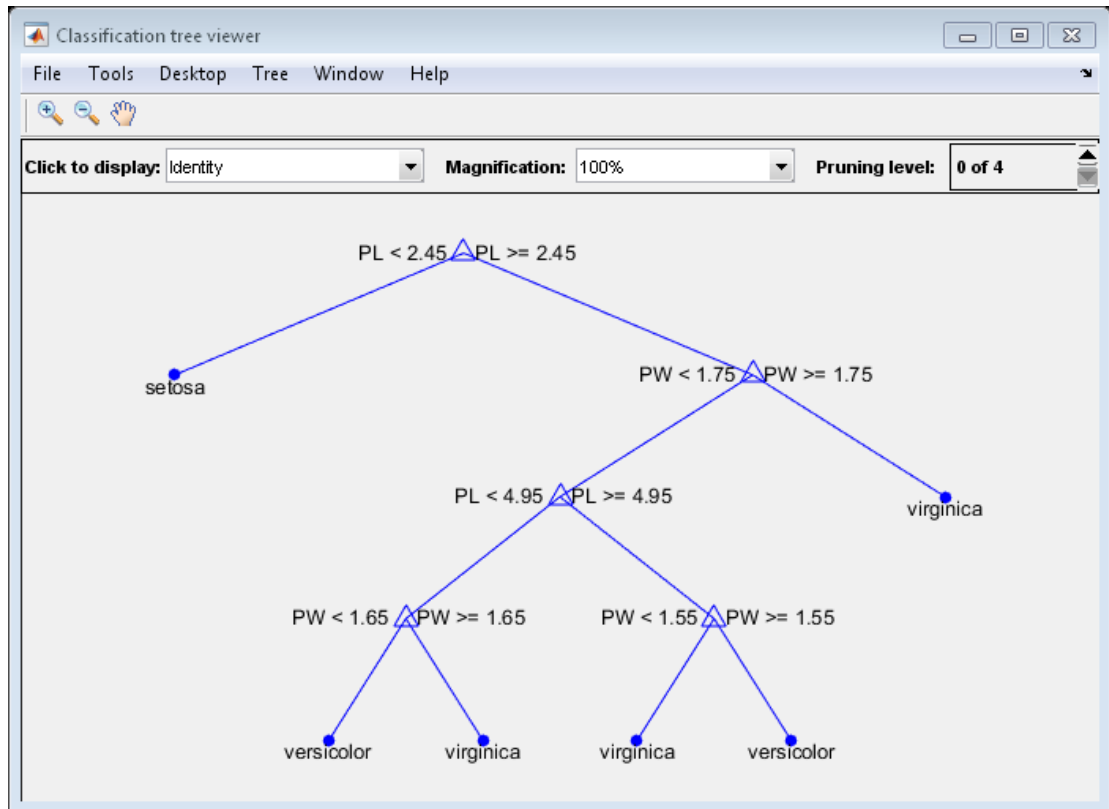 Classification tree viewer
File Tools Desktop Tree Window Help
Click to display: Identity Magnification: 100% Pruning level: 0 of 4
PL < 2.45 PL >= 2.45
setosa
PW < 1.75 PW >= 1.75
PL < 4.95 PL >= 4.95
virginica
PW < 1.65 PW >= 1.65 PW < 1.55 PW >= 1.55
versicolor virginica virginica versicolor